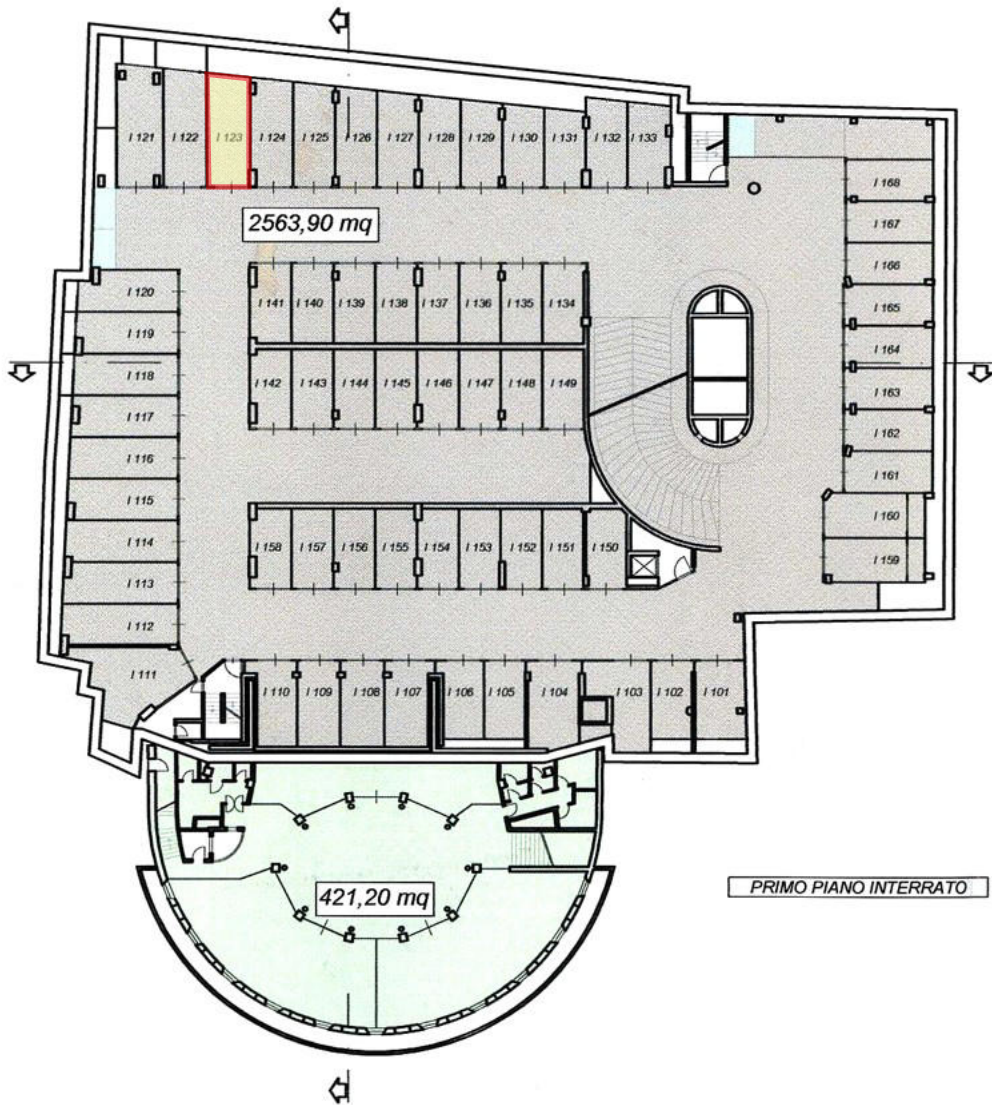 I 121 I 122 I 123 I 124 I 125 I 126 I 127 I 128 I 129 I 130 I 131 I 132 I 133
I 168
2563,90 mq
I 167
I 166
I 120
I 141 I 140 I 139 I 138 I 137 I 136 I 135 I 134
I 165
I 119
I 164
I 118
I 142 I 143 I 144 I 145 I 146 I 147 I 148 I 149
I 163
I 117
I 162
I 116
I 161
I 115
I 160
I 114
I 158 I 157 I 156 I 155 I 154 I 153 I 152 I 151 I 150
I 159
I 113
I 112
I 111
I 110 I 109 I 108 I 107 I 106 I 105 I 104 I 103 I 102 I 101
PRIMO PIANO INTERRATO
421,20 mq